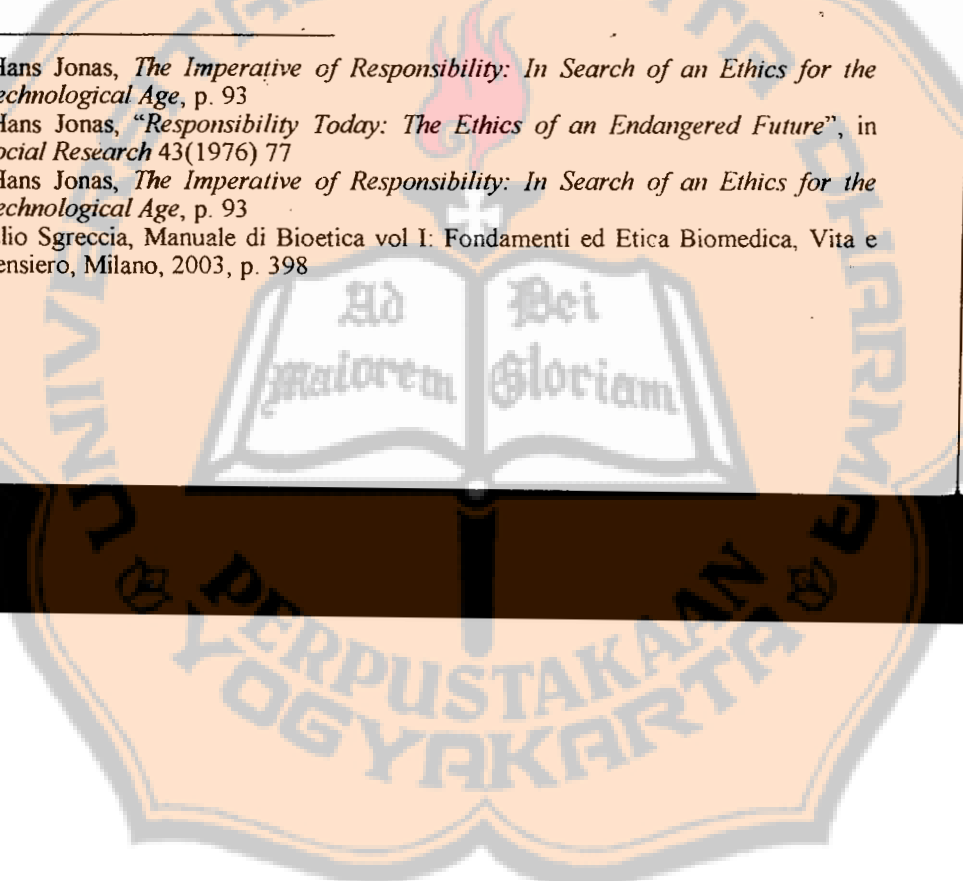 Hans Jonas, The Imperative of Responsibility: In Search of an Ethics for the
echnological Age, p. 93
Hans Jonas, “Responsibility Today: The Ethics of an Endangered Future”, in
ocial Research 43(1976) 77
Hans Jonas, The Imperative of Responsibility: In Search of an Ethics for the
echnological Age, p. 93
lio Sgreccia, Manuale di Bioetica vol I: Fondamenti ed Etica Biomedica, Vita e
ensiero, Milano, 2003, p. 398
Ad Dei
maiorem Gloriam
UNIVERSITA
TA DHARMA
PERPUSTAKAAN
YOGYAKARTA